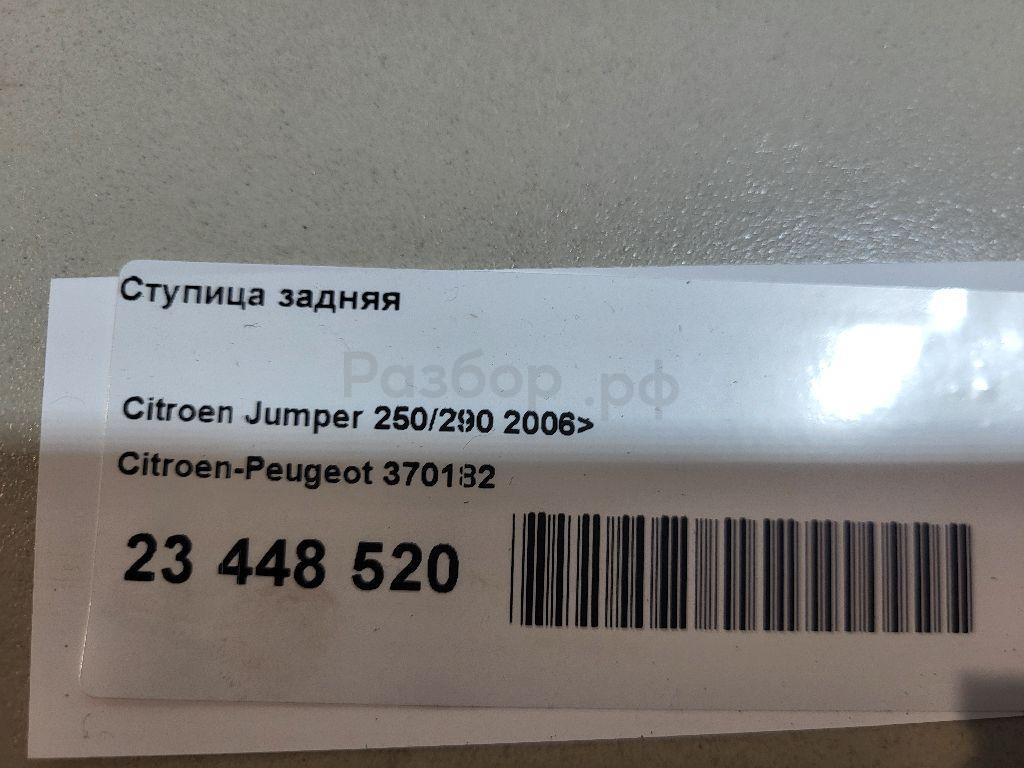 Ступица задняя
Разбор.рф
Citroen Jumper 250/290 2006>
Citroen-Peugeot 370182
23 448 520